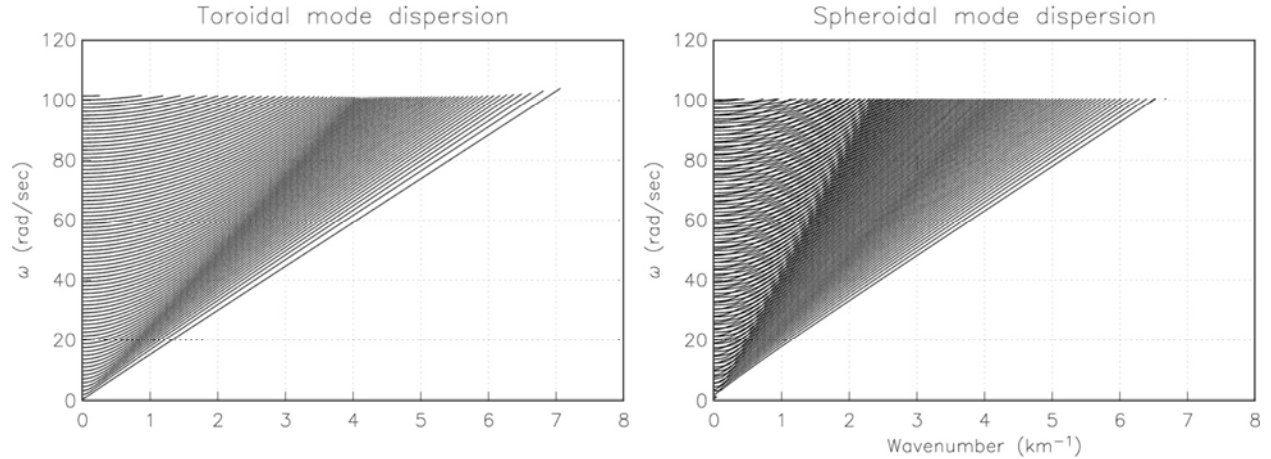 Toroidal mode dispersion
120
100
80
60
40
20
0
ω (rad/sec)
0 1 2 3 4 5 6 7 8
Spheroidal mode dispersion
120
100
80
60
40
20
0
ω (rad/sec)
0 1 2 3 4 5 6 7 8
Wavenumber (km⁻¹)